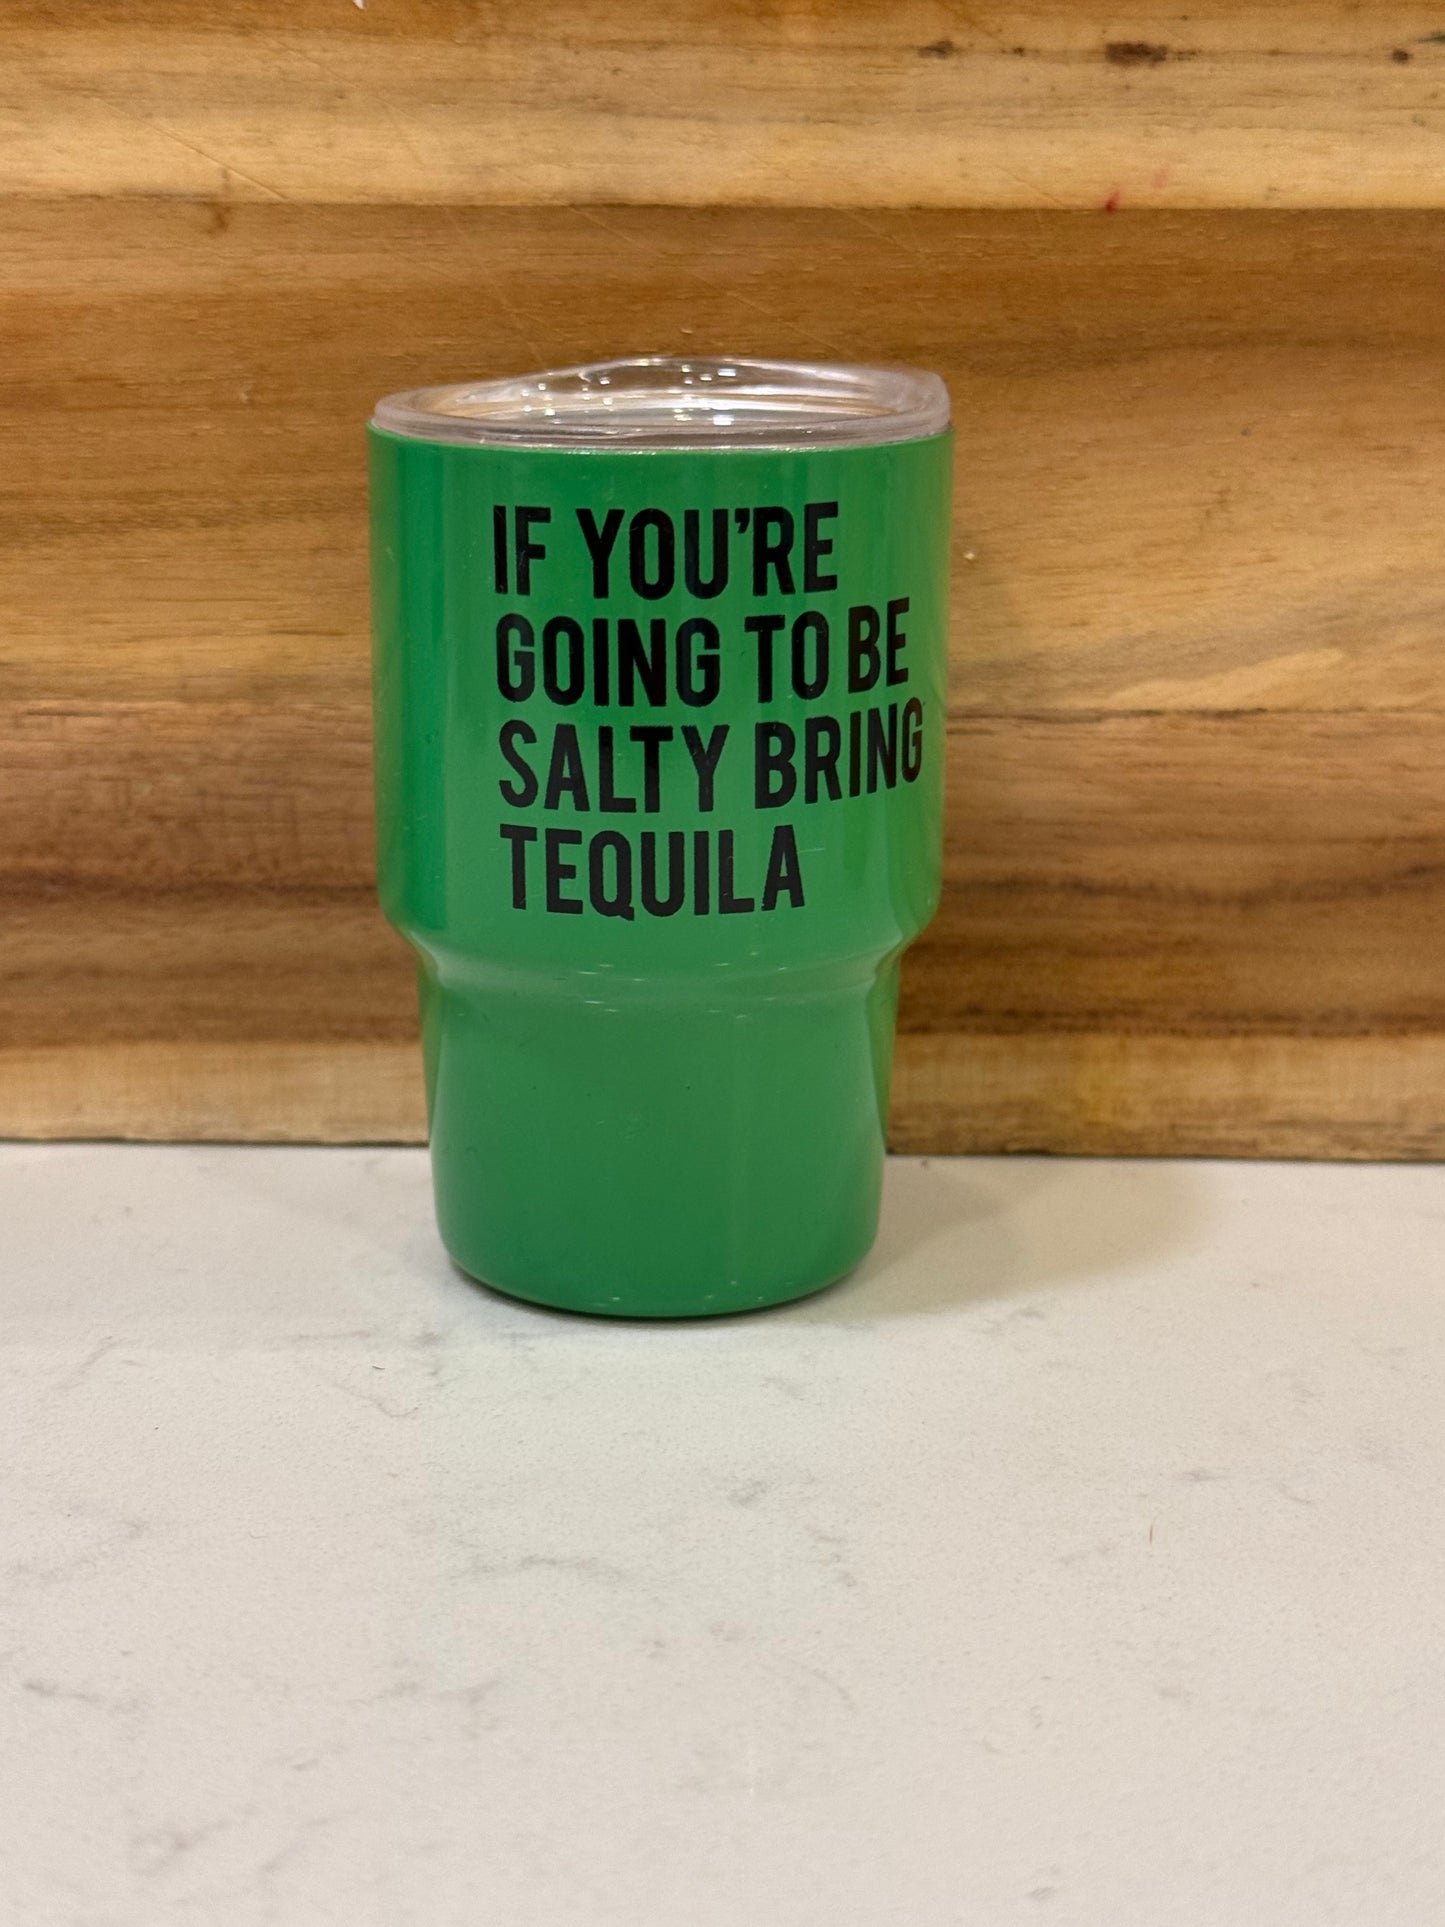 IF YOU'RE
GOING TO BE
SALTY BRING
TEQUILA